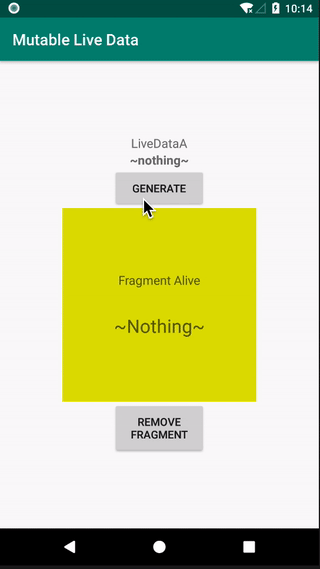 10:14
Mutable Live Data
LiveDataA
~nothing~
GENERATE
Fragment Alive
~Nothing~
REMOVE
FRAGMENT